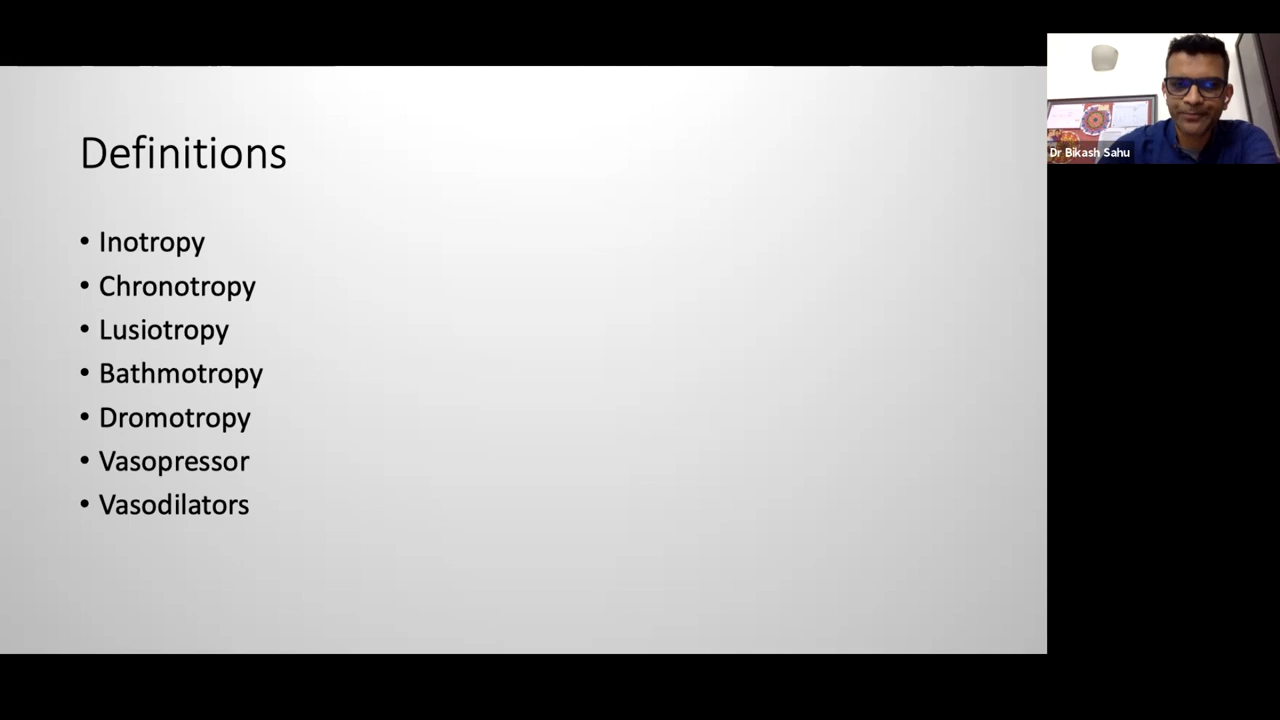 Definitions
• Inotropy
• Chronotropy
• Lusiotropy
• Bathmotropy
• Dromotropy
• Vasopressor
• Vasodilators
Dr Bikash Sahu